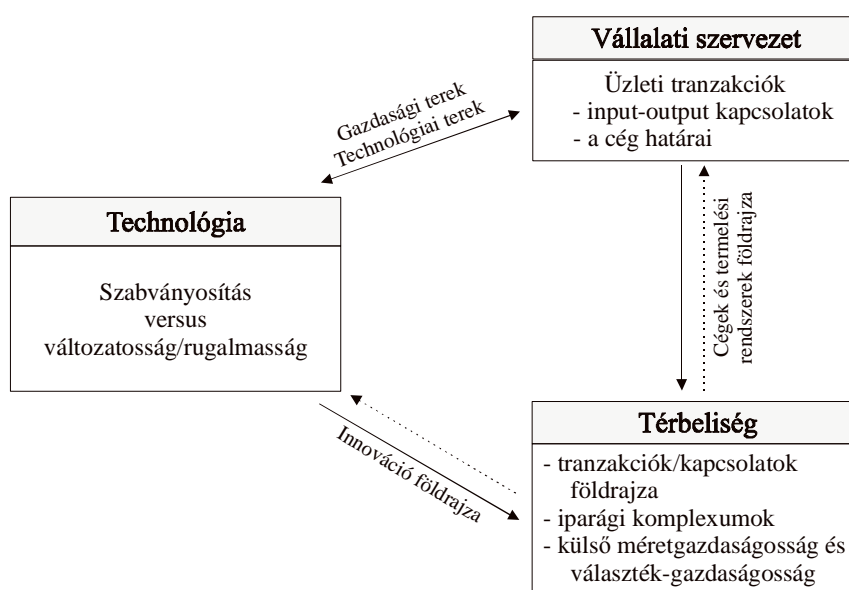 Vállalati szervezet
Üzleti tranzakciók
- input-output kapcsolatok
- a cég határai
Gazdasági terek
Technológiai terek
Technológia
Szabványosítás
versus
változatosság/rugalmasság
Cégek és termelési
rendszerek földrajza
Innováció földrajza
Térbeliség
- tranzakciók/kapcsolatok
földrajza
- iparági komplexumok
- külső méretgazdaságosság és
választék-gazdaságosság